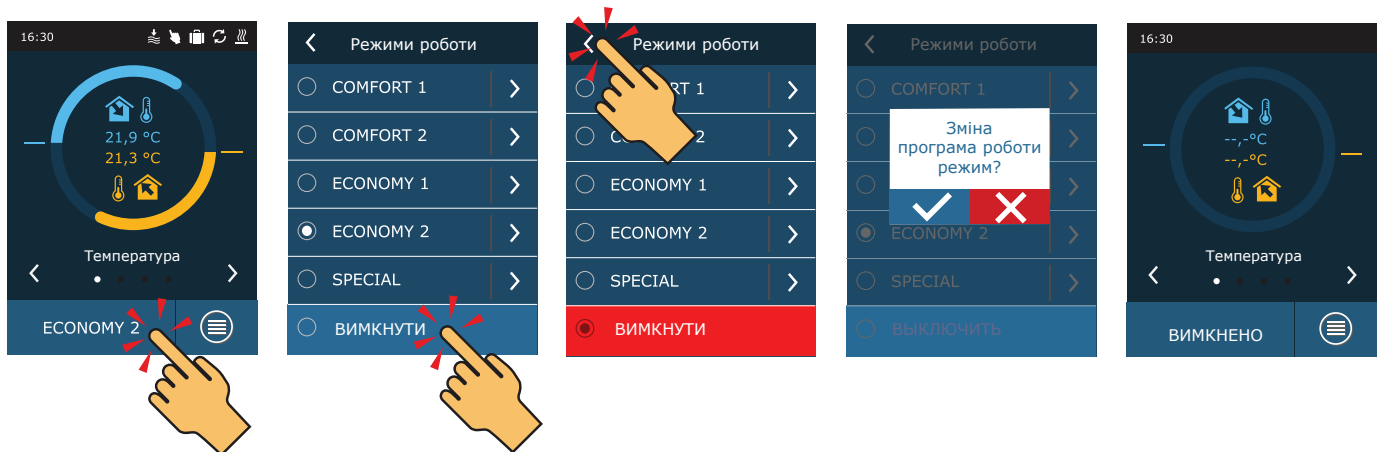 16:30
21,9 °C
21,3 °C
Температура
ECONOMY 2
Режими роботи
COMFORT 1
COMFORT 2
ECONOMY 1
ECONOMY 2
SPECIAL
ВИМКНУТИ
Режими роботи
RT 1
C
2
ECONOMY 1
ECONOMY 2
SPECIAL
ВИМКНУТИ
Режими роботи
COMFORT 1
Зміна
програма роботи
режим?
ECONOMY 2
SPECIAL
ВЫКЛЮЧИТЬ
16:30
--,-°C
--,-°C
Температура
ВИМКНЕНО